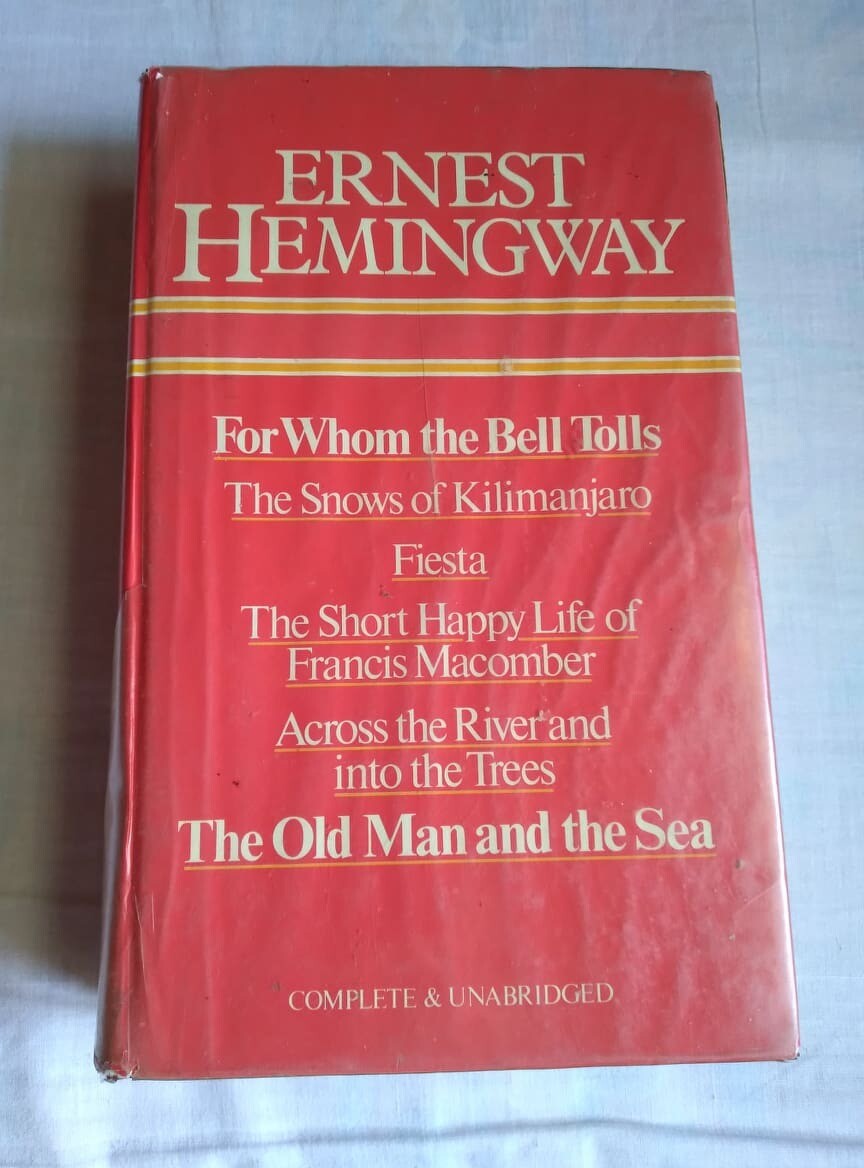 ERNEST
HEMINGWAY
For Whom the Bell Tolls
The Snows of Kilimanjaro
Fiesta
The Short Happy Life of
Francis Macomber
Across the River and
into the Trees
The Old Man and the Sea
COMPLETE & UNABRIDGED